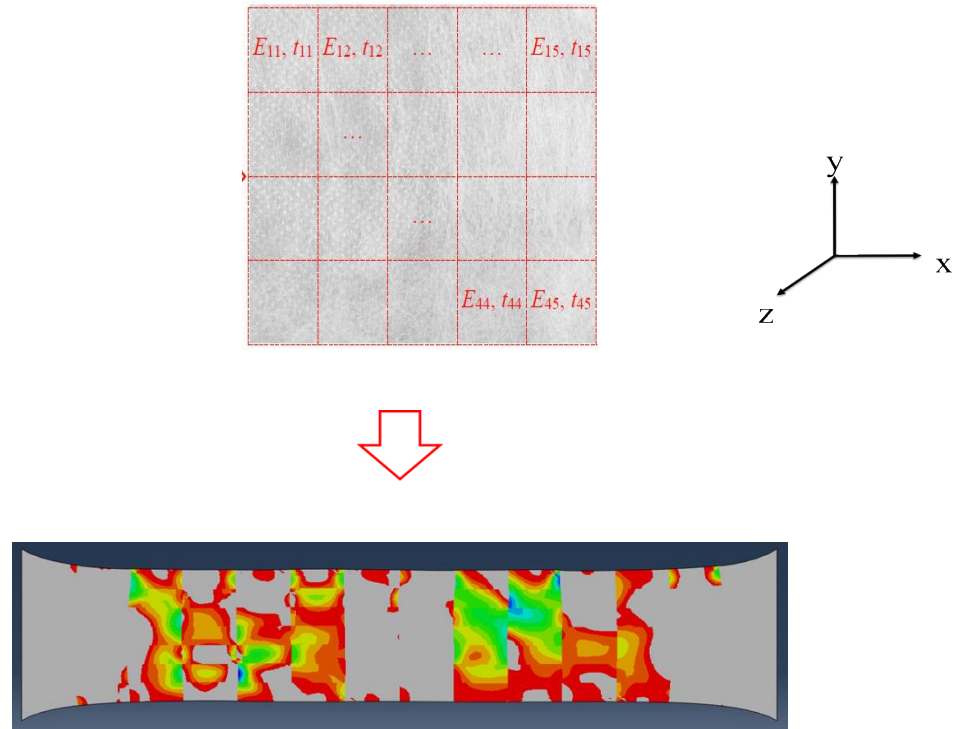 E11, t11 E12, t12 … … E15, t15
…
…
E44, t44 E45, t45
y
x
z